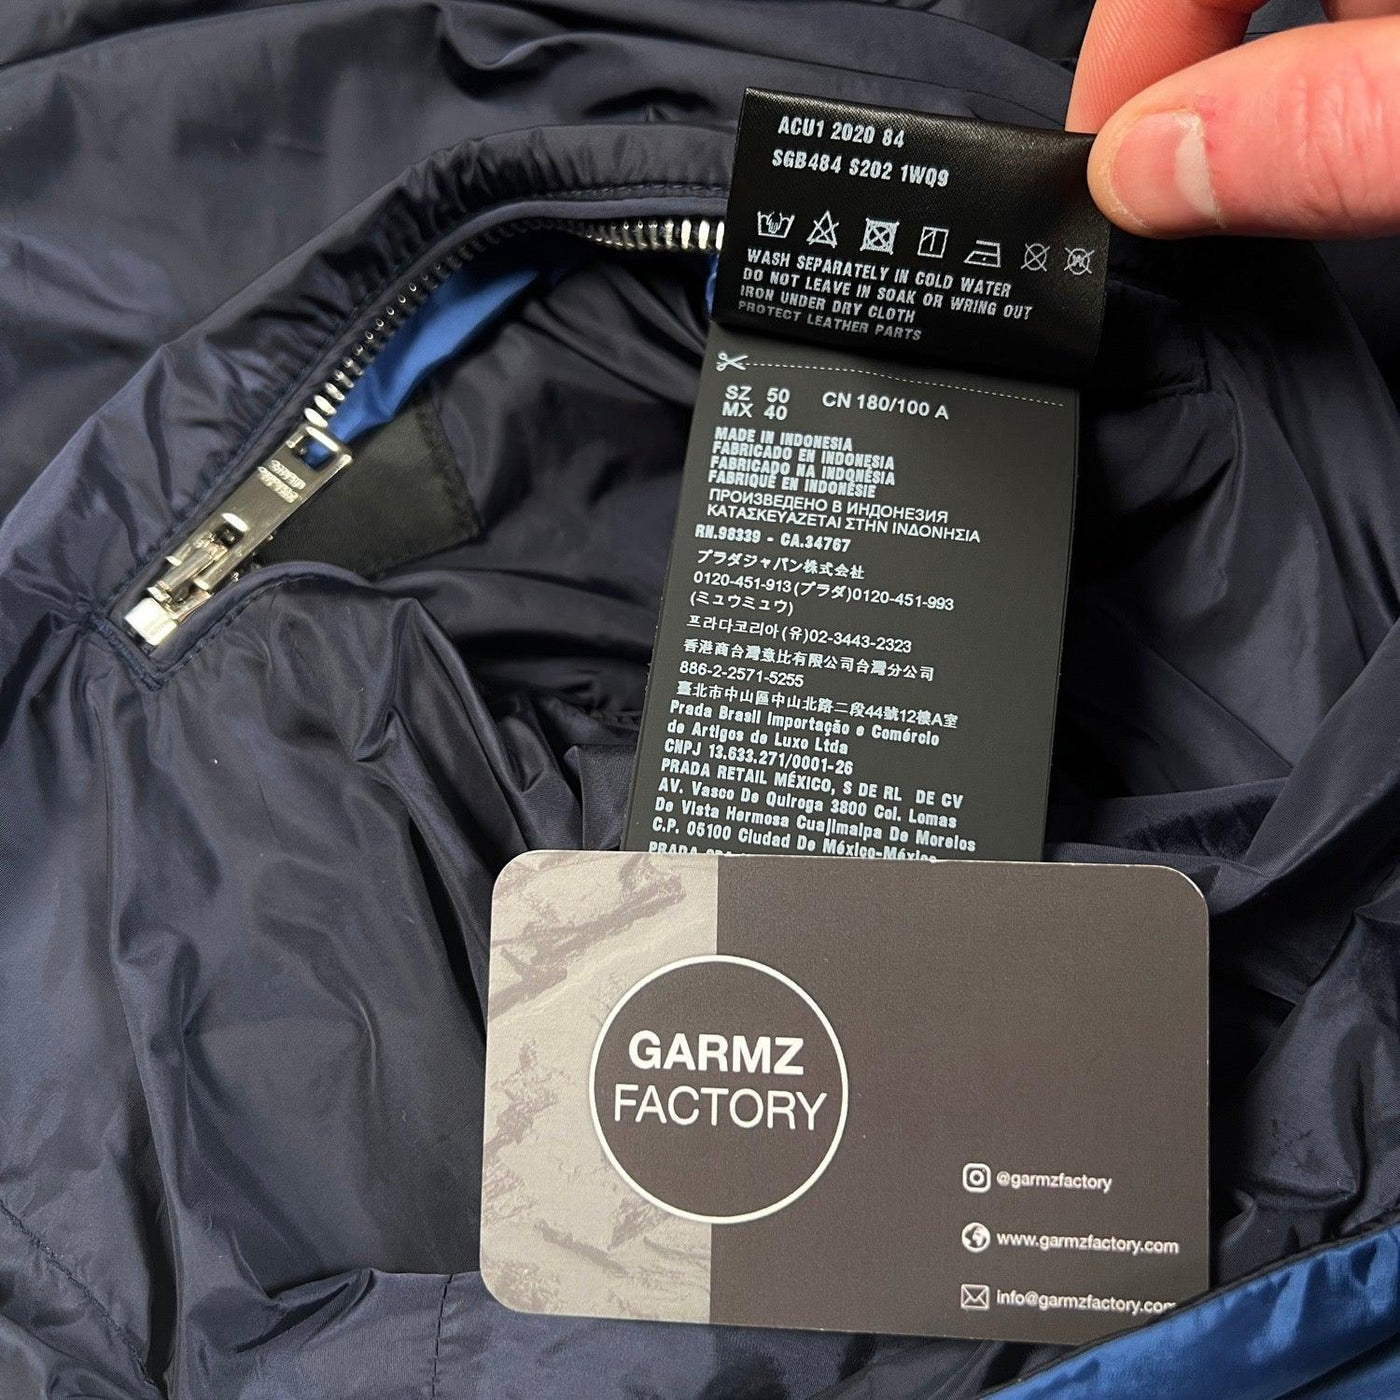 ACU1 2020 84
SGB484 S202 1WQ9
WASH SEPARATELY IN COLD WATER
DO NOT LEAVE IN SOAK OR WRING OUT
IRON UNDER DRY CLOTH
PROTECT LEATHER PARTS
SZ 50 CN 180/100 A
MX 40
MADE IN INDONESIA
FABRICADO EN INDONESIA
FABRICADO NA INDONESIA
FABRIQUÉ EN INDONÉSIE
ПРОИЗВЕДЕНО В ИНДОНЕЗИЯ
ΚΑΤΑΣΚΕΥΑΖΕΤΑΙ ΣΤΗΝ ΙΝΔΟΝΗΣΙΑ
RN.98339 - CA.34767
プラダジャパン株式会社
0120-451-913(プラダ)0120-451-993
(ミュウミュウ)
프라다코리아(유)02-3443-2323
香港商台灣意比有限公司台灣分公司
886-2-2571-5255
臺北市中山區中山北路二段44號12樓A室
Prada Brasil Importação e Comércio
de Artigos de Luxo Ltda
CNPJ 13.633.271/0001-26
PRADA RETAIL MÉXICO, S DE RL DE CV
AV. Vasco De Quiroga 3800 Col. Lomas
De Vista Hermosa Cuajimalpa De Morelos
C.P. 05100 Ciudad De México-México
PRADA
GARMZ
FACTORY
@garmzfactory
www.garmzfactory.com
info@garmzfactory.com